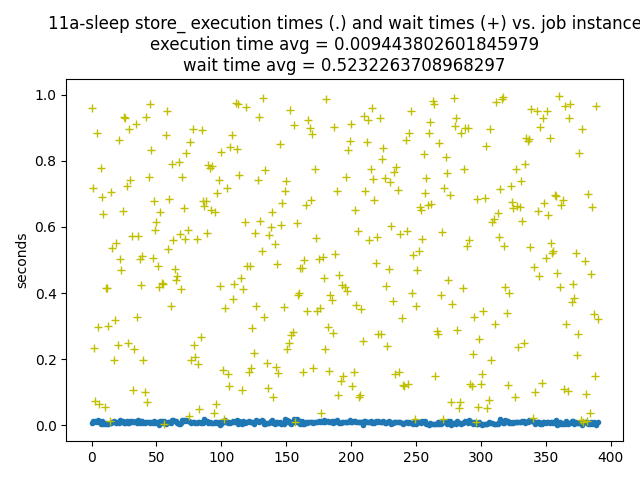 11a-sleep store_ execution times (.) and wait times (+) vs. job instance
execution time avg = 0.009443802601845979
wait time avg = 0.5232263708968297
1.0
0.8
0.6
0.4
0.2
0.0
seconds
0 50 100 150 200 250 300 350 400